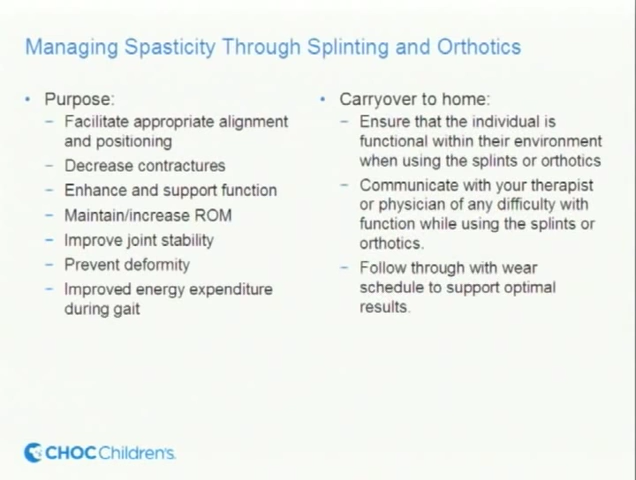 Managing Spasticity Through Splinting and Orthotics
• Purpose:
– Facilitate appropriate alignment
and positioning
– Decrease contractures
– Enhance and support function
– Maintain/increase ROM
– Improve joint stability
– Prevent deformity
– Improved energy expenditure
during gait
• Carryover to home:
– Ensure that the individual is
functional within their environment
when using the splints or orthotics
– Communicate with your therapist
or physician of any difficulty with
function while using the splints or
orthotics.
– Follow through with wear
schedule to support optimal
results.
CHOC Children's.